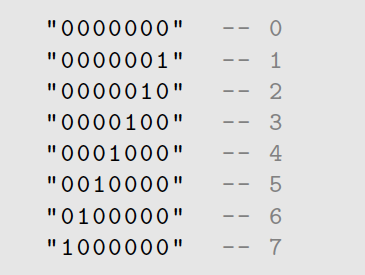 "0000000"  -- 0
"0000001"  -- 1
"0000010"  -- 2
"0000100"  -- 3
"0001000"  -- 4
"0010000"  -- 5
"0100000"  -- 6
"1000000"  -- 7